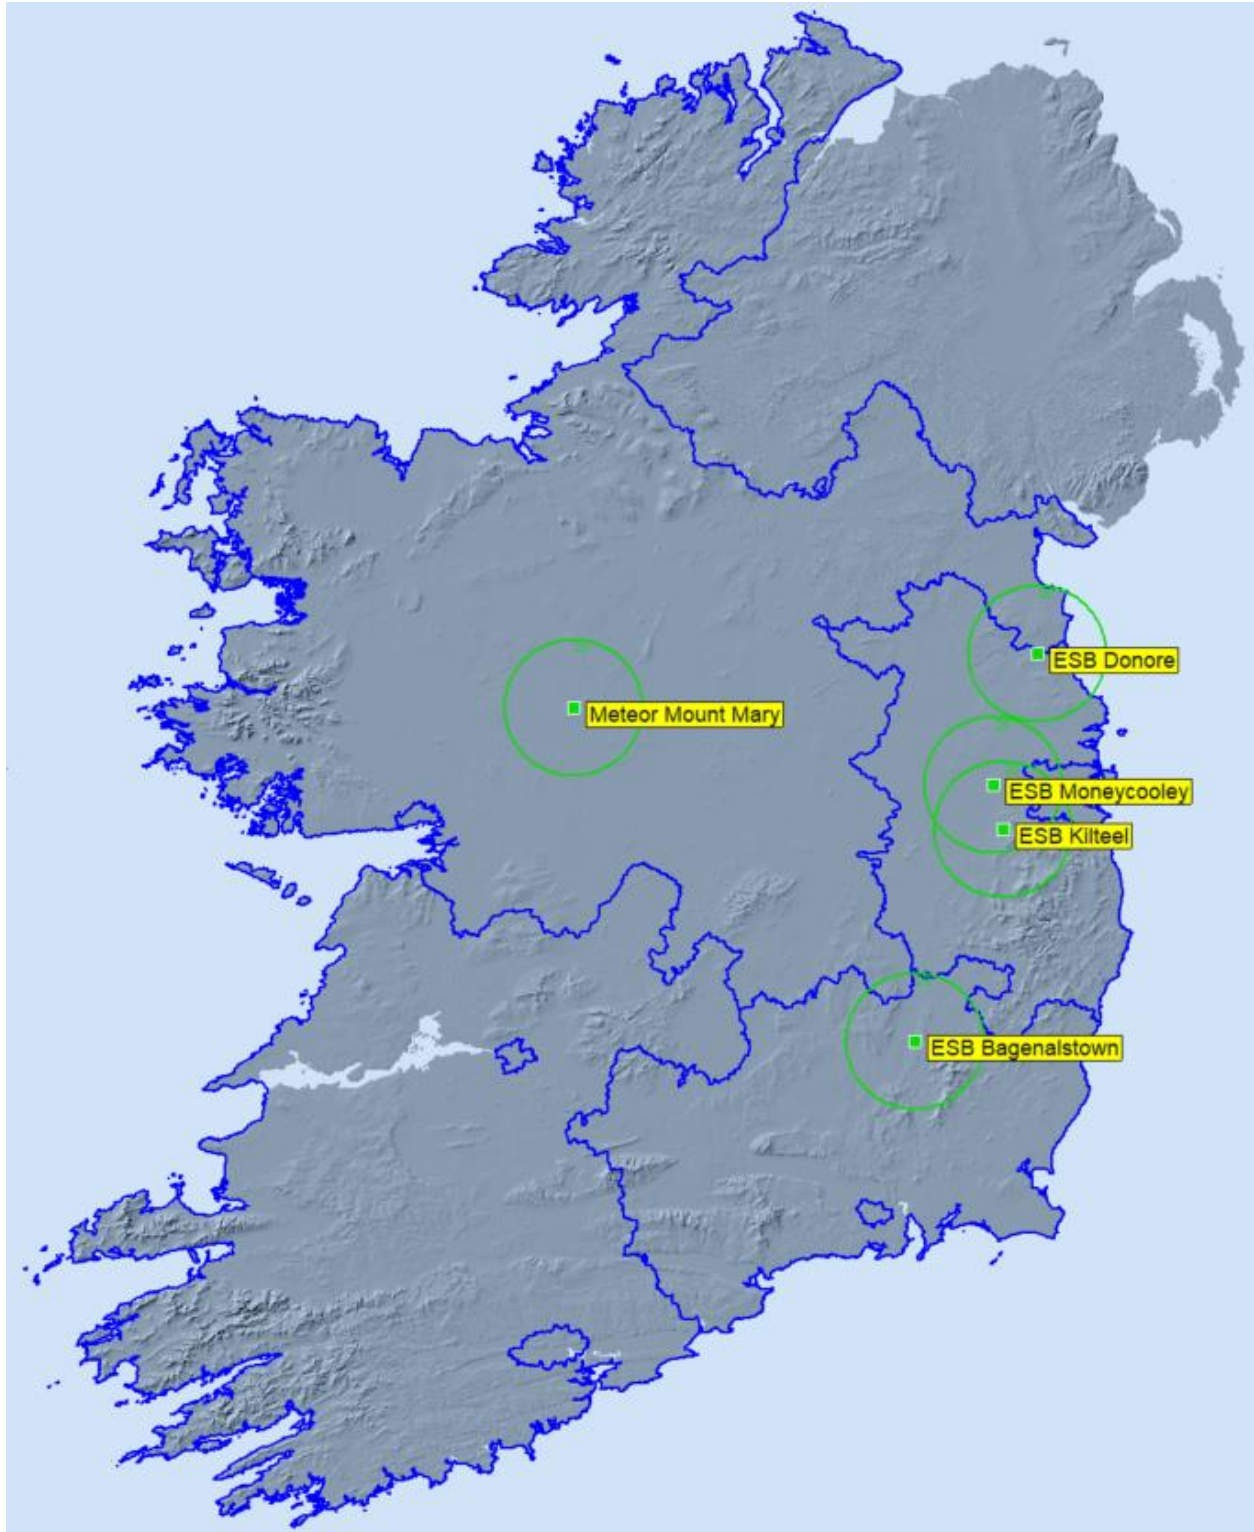 ESB Donore
Meteor Mount Mary
ESB Moneycooley
ESB Kilteel
ESB Bagenalstown